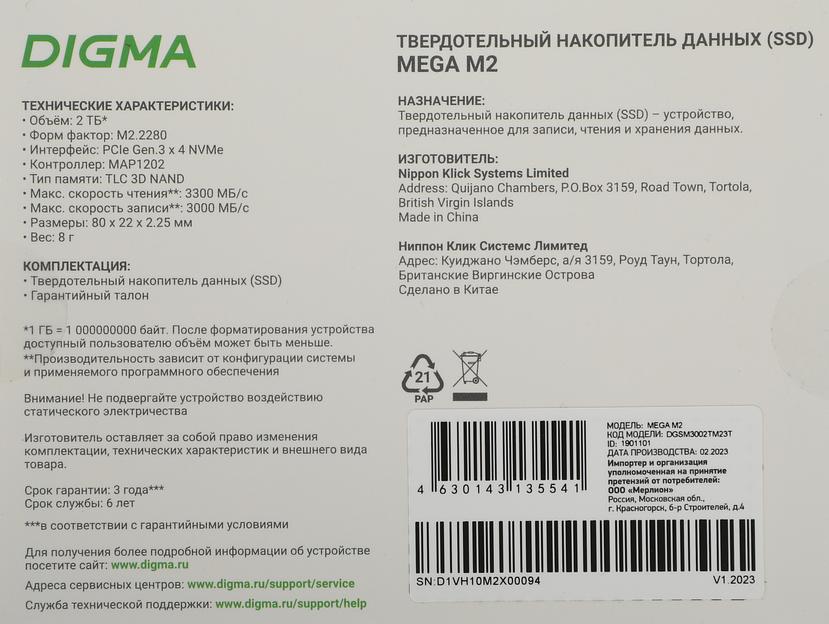 DIGMA
ТЕХНИЧЕСКИЕ ХАРАКТЕРИСТИКИ:
• Объём: 2 ТБ*
• Форм фактор: M2.2280
• Интерфейс: PCIe Gen.3 x 4 NVMe
• Контроллер: MAP1202
• Тип памяти: TLC 3D NAND
• Макс. скорость чтения**: 3300 МБ/с
• Макс. скорость записи**: 3000 МБ/с
• Размеры: 80 x 22 x 2.25 мм
• Вес: 8 г
КОМПЛЕКТАЦИЯ:
• Твердотельный накопитель данных (SSD)
• Гарантийный талон
*1 ГБ = 1 000000000 байт. После форматирования устройства
доступный пользователю объём может быть меньше.
**Производительность зависит от конфигурации системы
и применяемого программного обеспечения
Внимание! Не подвергайте устройство воздействию
статического электричества
Изготовитель оставляет за собой право изменения
комплектации, технических характеристик и внешнего вида
товара.
Срок гарантии: 3 года***
Срок службы: 6 лет
***в соответствии с гарантийными условиями
Для получения более подробной информации об устройстве
посетите сайт: www.digma.ru
Адреса сервисных центров: www.digma.ru/support/service
Служба технической поддержки: www.digma.ru/support/help
ТВЕРДОТЕЛЬНЫЙ НАКОПИТЕЛЬ ДАННЫХ (SSD)
MEGA M2
НАЗНАЧЕНИЕ:
Твердотельный накопитель данных (SSD) – устройство,
предназначенное для записи, чтения и хранения данных.
ИЗГОТОВИТЕЛЬ:
Nippon Klick Systems Limited
Address: Quijano Chambers, P.O.Box 3159, Road Town, Tortola,
British Virgin Islands
Made in China
Ниппон Клик Системс Лимитед
Адрес: Куиджано Чэмберс, а/я 3159, Роуд Таун, Тортола,
Британские Виргинские Острова
Сделано в Китае
21
PAP
4 630143 135541
МОДЕЛЬ: MEGA M2
КОД МОДЕЛИ: DGSM3002TM23T
ID: 1901101
ДАТА ПРОИЗВОДСТВА: 02.2023
Импортер и организация
уполномоченная на принятие
претензий от потребителей:
ООО «Мерлион»
Россия, Московская обл.,
г. Красногорск, б-р Строителей, д.4
SN:D1VH10M2X00094
V1.2023